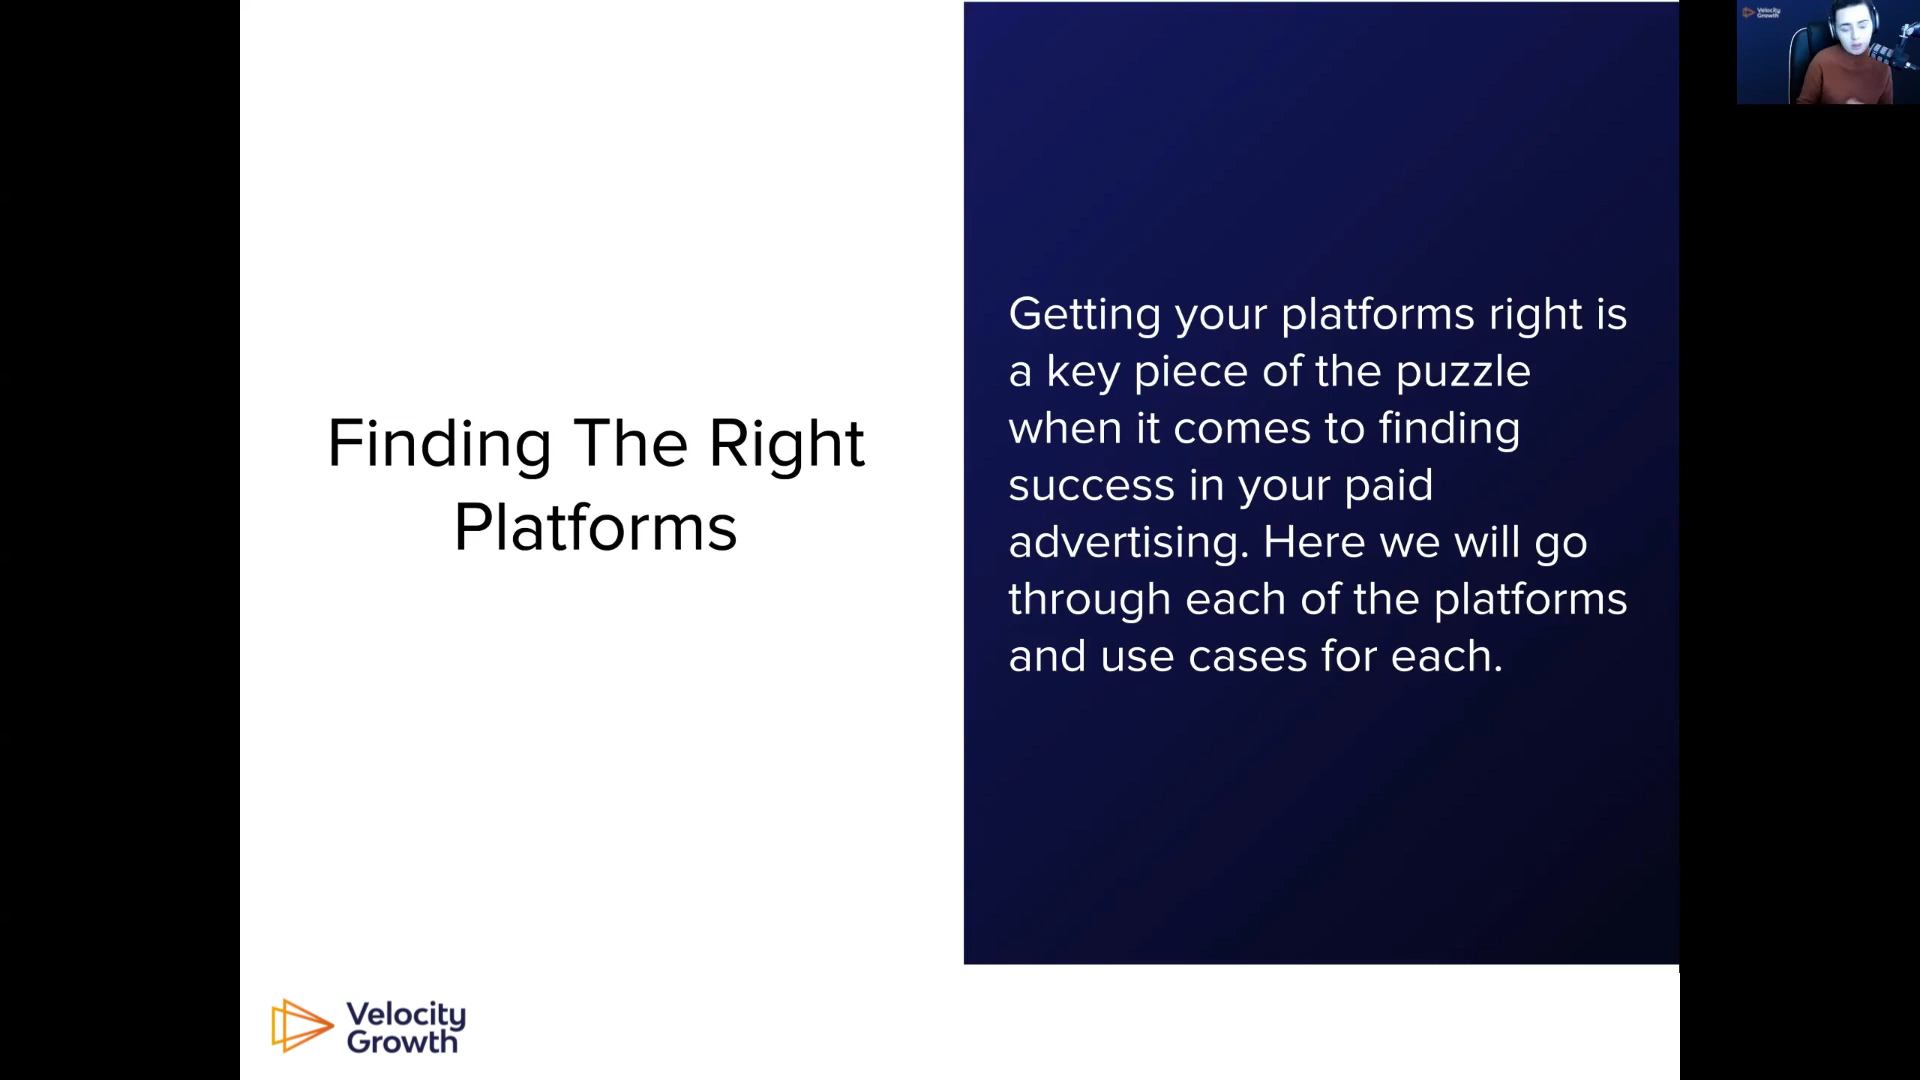 Finding The Right
Platforms
Getting your platforms right is
a key piece of the puzzle
when it comes to finding
success in your paid
advertising. Here we will go
through each of the platforms
and use cases for each.
Velocity
Growth
Velocity
Growth